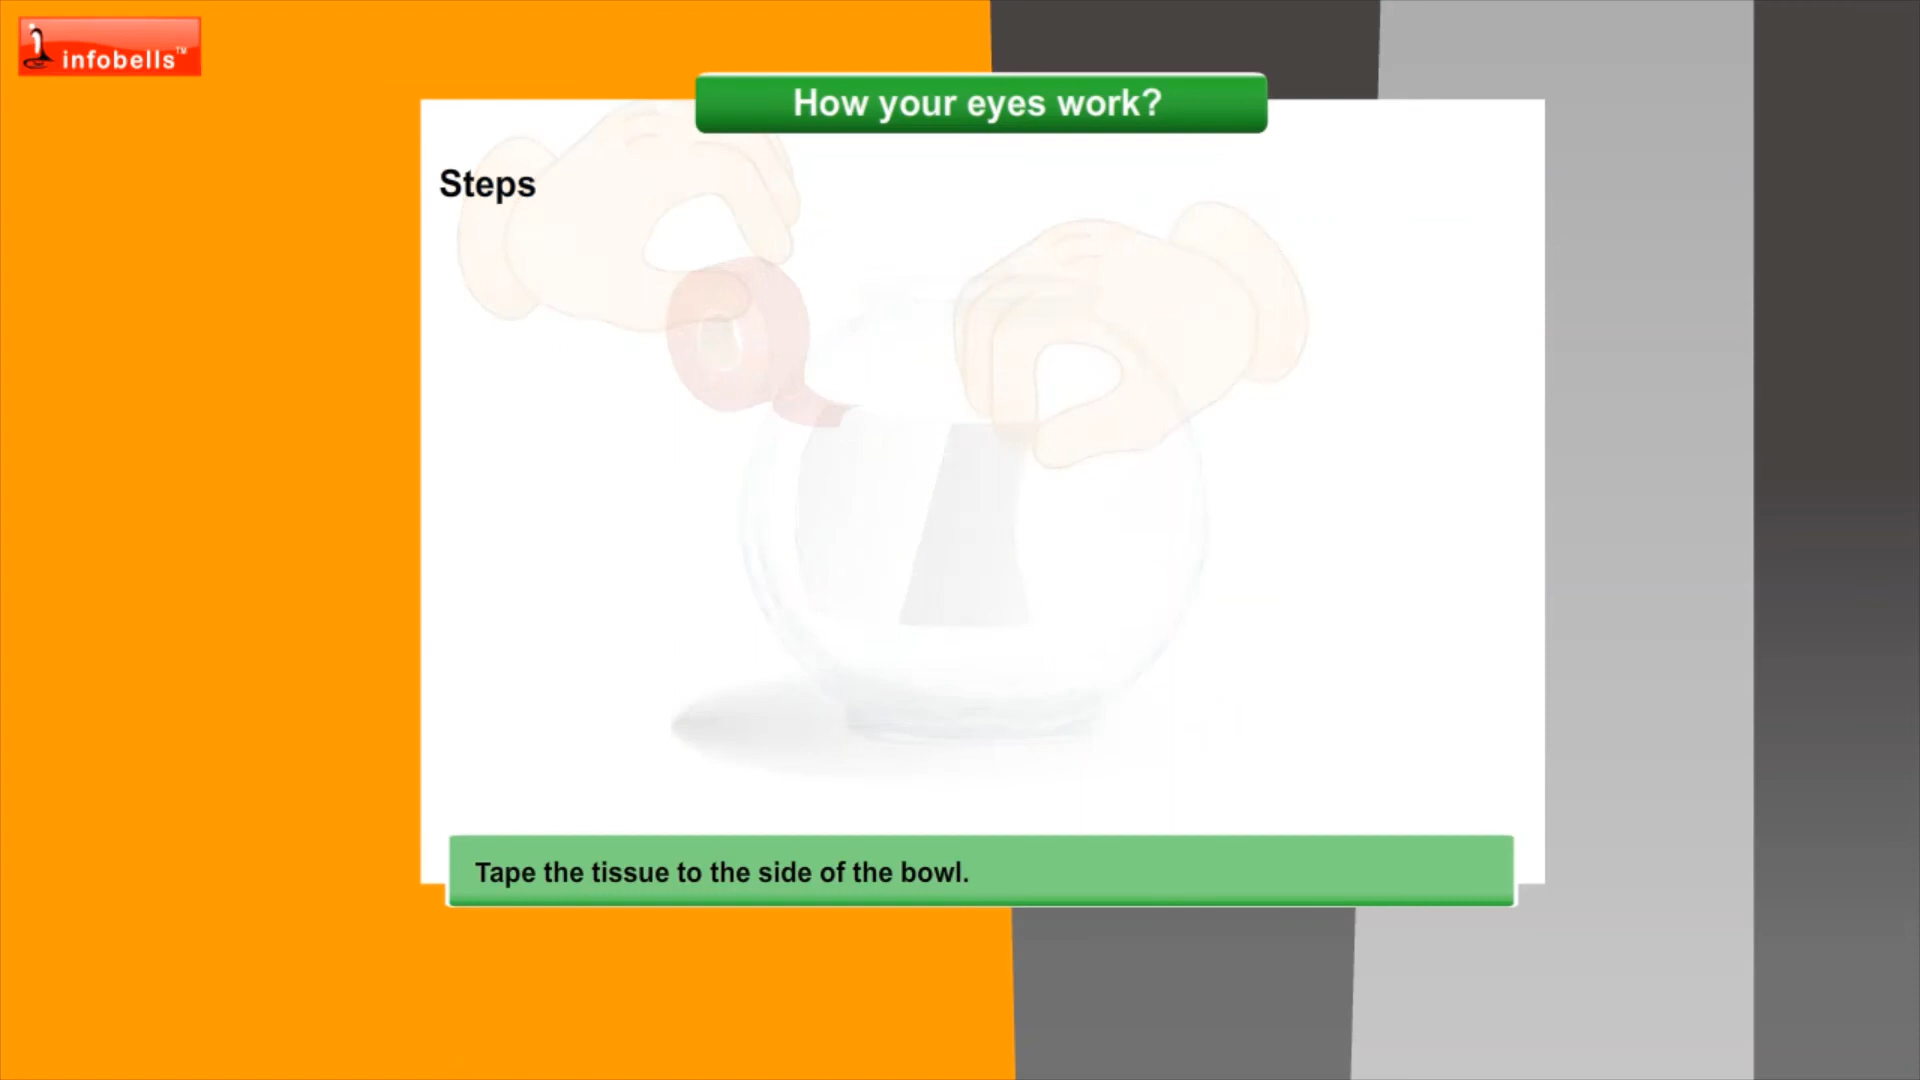 infobells™
How your eyes work?
Steps
Tape the tissue to the side of the bowl.